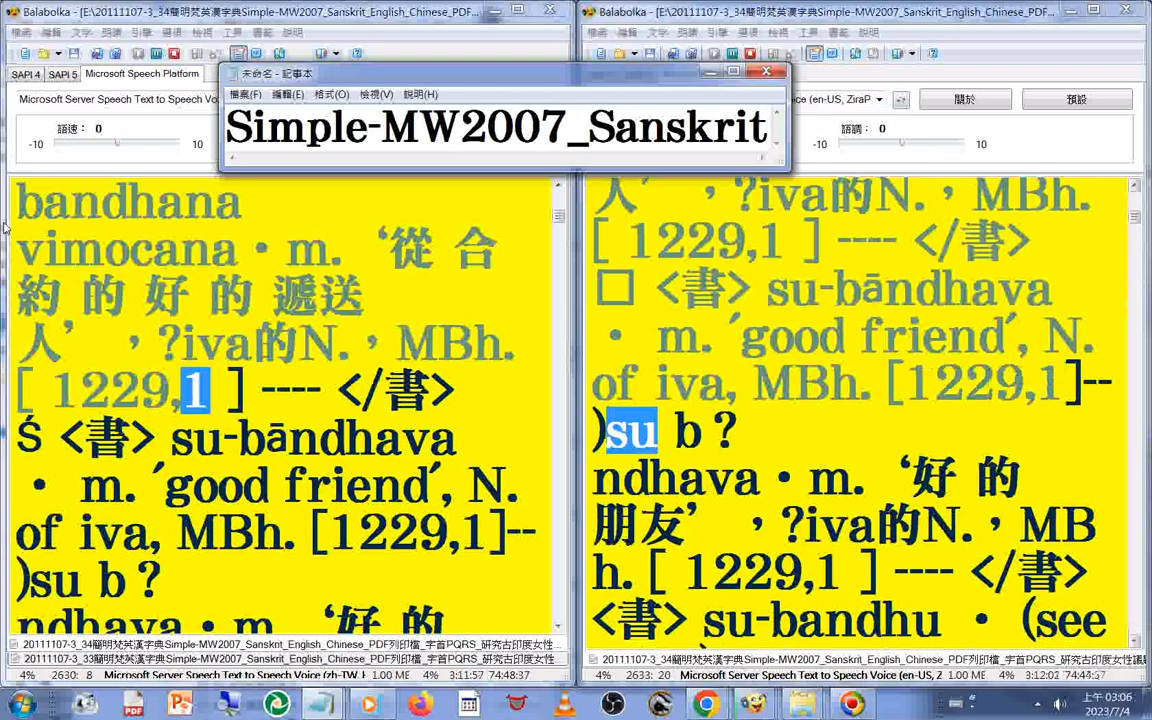 Balabolka - [E:\20111107-3_34簡明梵英漢字典Simple-MW2007_Sanskrit_English_Chinese_PDF...
Balabolka - [E:\20111107-3_34簡明梵英漢字典Simple-MW2007_Sanskrit_English_Chinese_PDF...
SAPI 4 SAPI 5 Microsoft Speech Platform
未命名 - 記事本
檔案(F) 編輯(E) 格式(O) 檢視(V) 說明(H)
Simple-MW2007_Sanskrit
Microsoft Server Speech Text to Speech Vo
ice (en-US, ZiraP
關於
預設
語速： 0
-10 10
語調： 0
-10 10
bandhana
vimocana‧m.‘從 合
約 的 好 的 遞送
人’，?iva的N.，MBh.
[ 1229,1 ] ---- </書>
Ś <書> su-bāndhava
‧ m. ´good friend´, N.
of iva, MBh. [1229,1]--
)su b？
ndhava‧m.‘好 的
人’，?iva的N.，MBh.
[ 1229,1 ] ---- </書>
□ <書> su-bāndhava
‧ m. ´good friend´, N.
of iva, MBh. [1229,1]--
)su b？
ndhava‧m.‘好 的
朋友’，?iva的N.，MB
h. [ 1229,1 ] ---- </書>
<書> su-bandhu ‧ (see
20111107-3_34簡明梵英漢字典Simple-MW2007_Sanskrit_English_Chinese_PDF列印檔_字首PQRS_研究古印度女性...
20111107-3_33簡明梵英漢字典Simple-MW2007_Sanskrit_English_Chinese_PDF列印檔_字首PQRS_研究古印度女性...
20111107-3_34簡明梵英漢字典Simple-MW2007_Sanskrit_English_Chinese_PDF列印檔_字首PQRS_研究古印度女性議
4% 2630: 8 Microsoft Server Speech Text to Speech Voice (zh-TW, 1.00 MB 4% 3:11:57 74:48:37
4% 2633: 20 Microsoft Server Speech Text to Speech Voice (en-US, Z 1.00 MB 4% 3:12:02
上午 03:06
2023/7/4